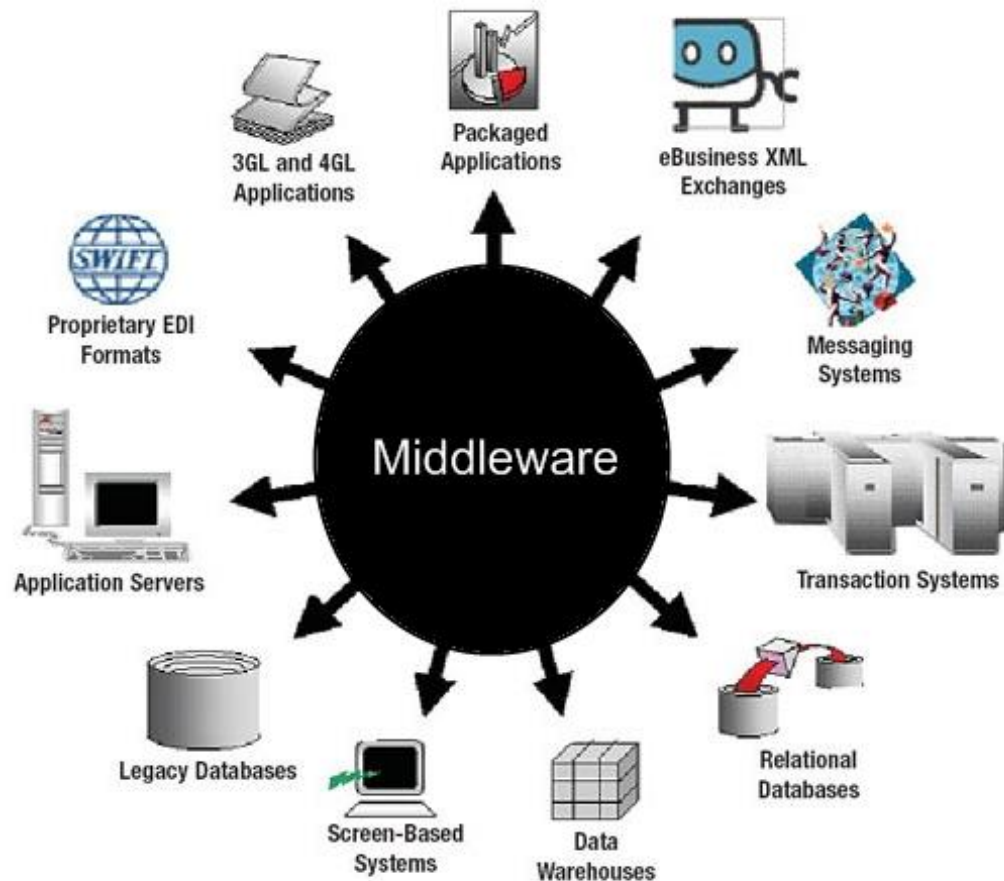 Packaged
Applications
eBusiness XML
Exchanges
3GL and 4GL
Applications
SWIFT
Proprietary EDI
Formats
Messaging
Systems
Middleware
Application Servers
Transaction Systems
Legacy Databases
Relational
Databases
Screen-Based
Systems
Data
Warehouses